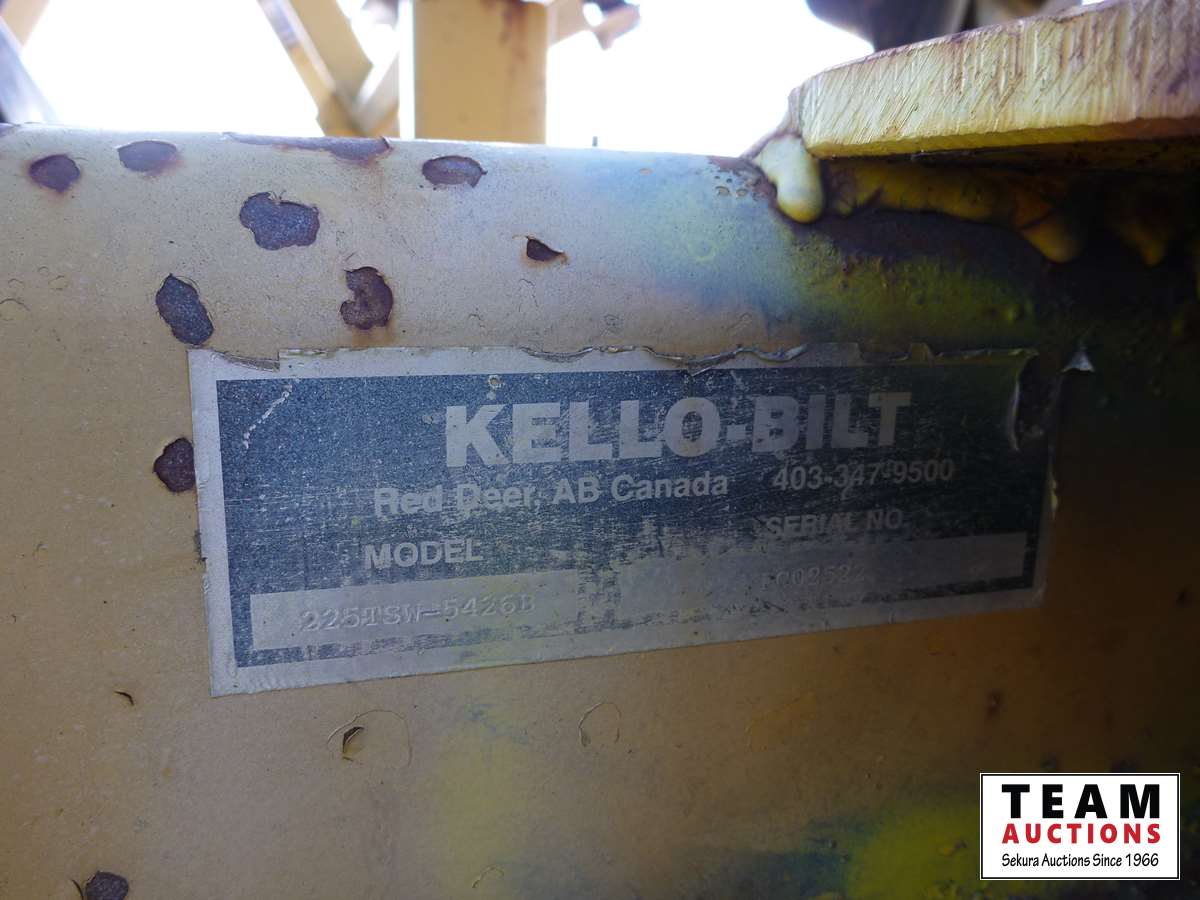 KELLO-BILT
Red Deer, AB Canada 403-347-9500
MODEL SERIAL NO
225TSW-5426B
TEAM
AUCTIONS
Sekura Auctions Since 1966